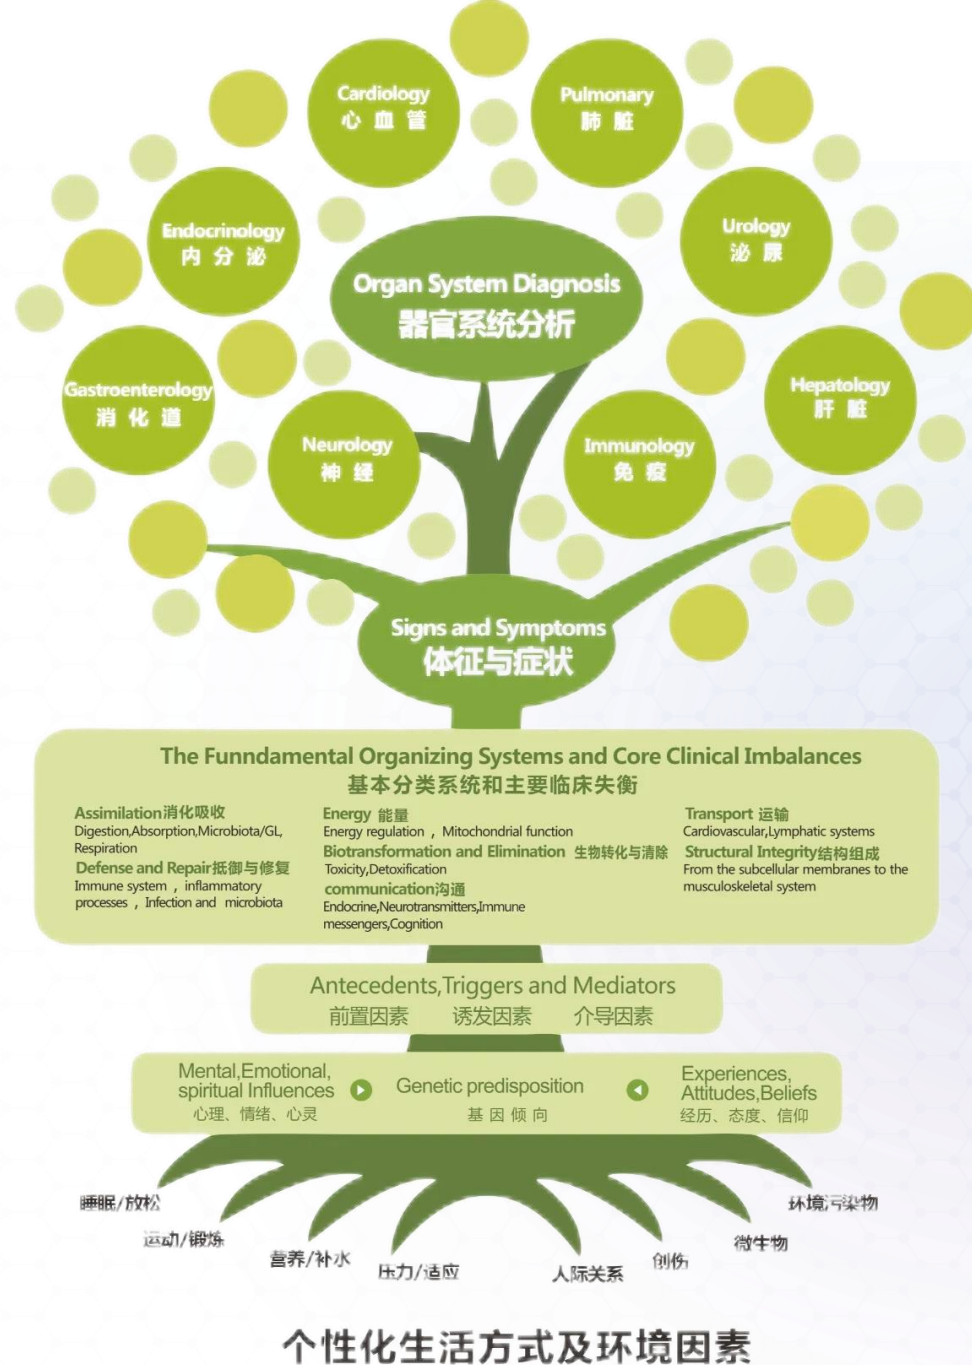 Cardiology
心血管
Pulmonary
肺脏
Endocrinology
内分泌
Urology
泌尿
Organ System Diagnosis
器官系统分析
Gastroenterology
消化道
Hepatology
肝脏
Neurology
神经
Immunology
免疫
Signs and Symptoms
体征与症状
The Funndamental Organizing Systems and Core Clinical Imbalances
基本分类系统和主要临床失衡
Assimilation消化吸收
Digestion,Absorption,Microbiota/GL,
Respiration
Defense and Repair抵御与修复
Immune system , inflammatory
processes , Infection and microbiota
Energy 能量
Energy regulation , Mitochondrial function
Biotransformation and Elimination 生物转化与清除
Toxicity,Detoxification
communication沟通
Endocrine,Neurotransmitters,Immune
messengers,Cognition
Transport 运输
Cardiovascular,Lymphatic systems
Structural Integrity结构组成
From the subcellular membranes to the
musculoskeletal system
Antecedents,Triggers and Mediators
前置因素 诱发因素 介导因素
Mental,Emotional,
spiritual Influences
心理、情绪、心灵
Genetic predisposition
基因倾向
Experiences,
Attitudes,Beliefs
经历、态度、信仰
睡眠/放松
运动/锻炼
营养/补水
压力/适应
人际关系
创伤
微生物
环境污染物
个性化生活方式及环境因素